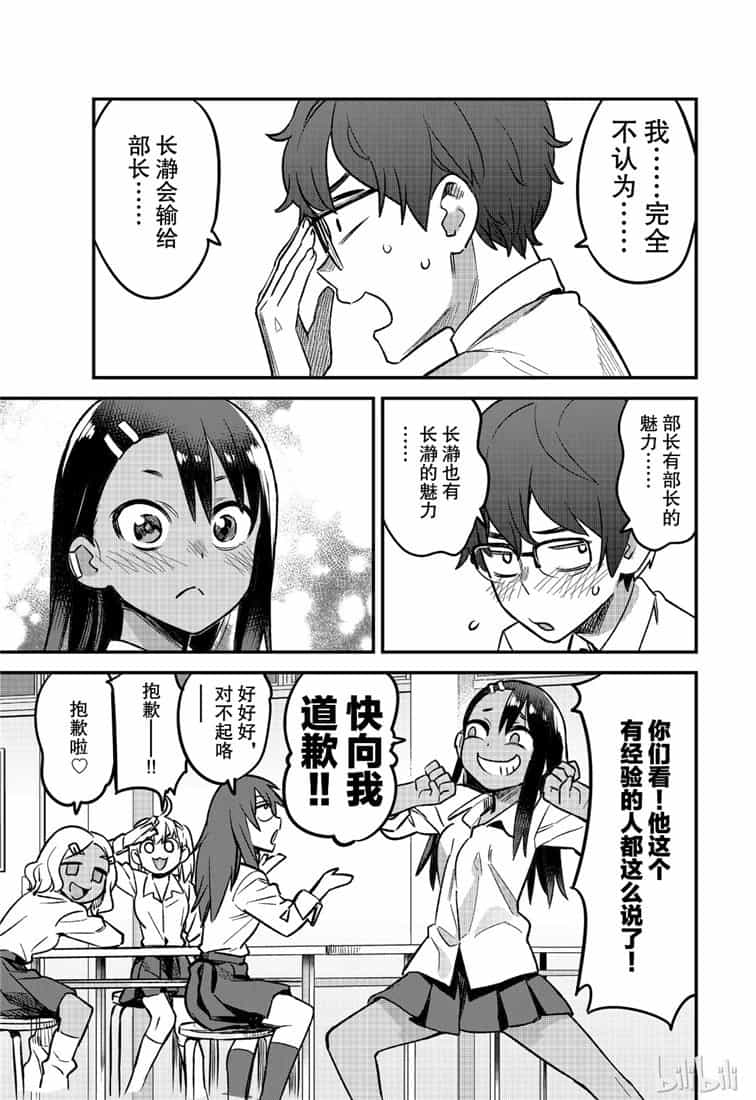 我……完全
不认为……
长瀞会输给
部长……
部长有部长的
魅力……
长瀞也有
长瀞的魅力
……
你们看！他这个
有经验的人都这么说了！
快向我
道歉!!
好好好，
对不起咯
——
抱歉——!!
抱歉啦♡
bilibili